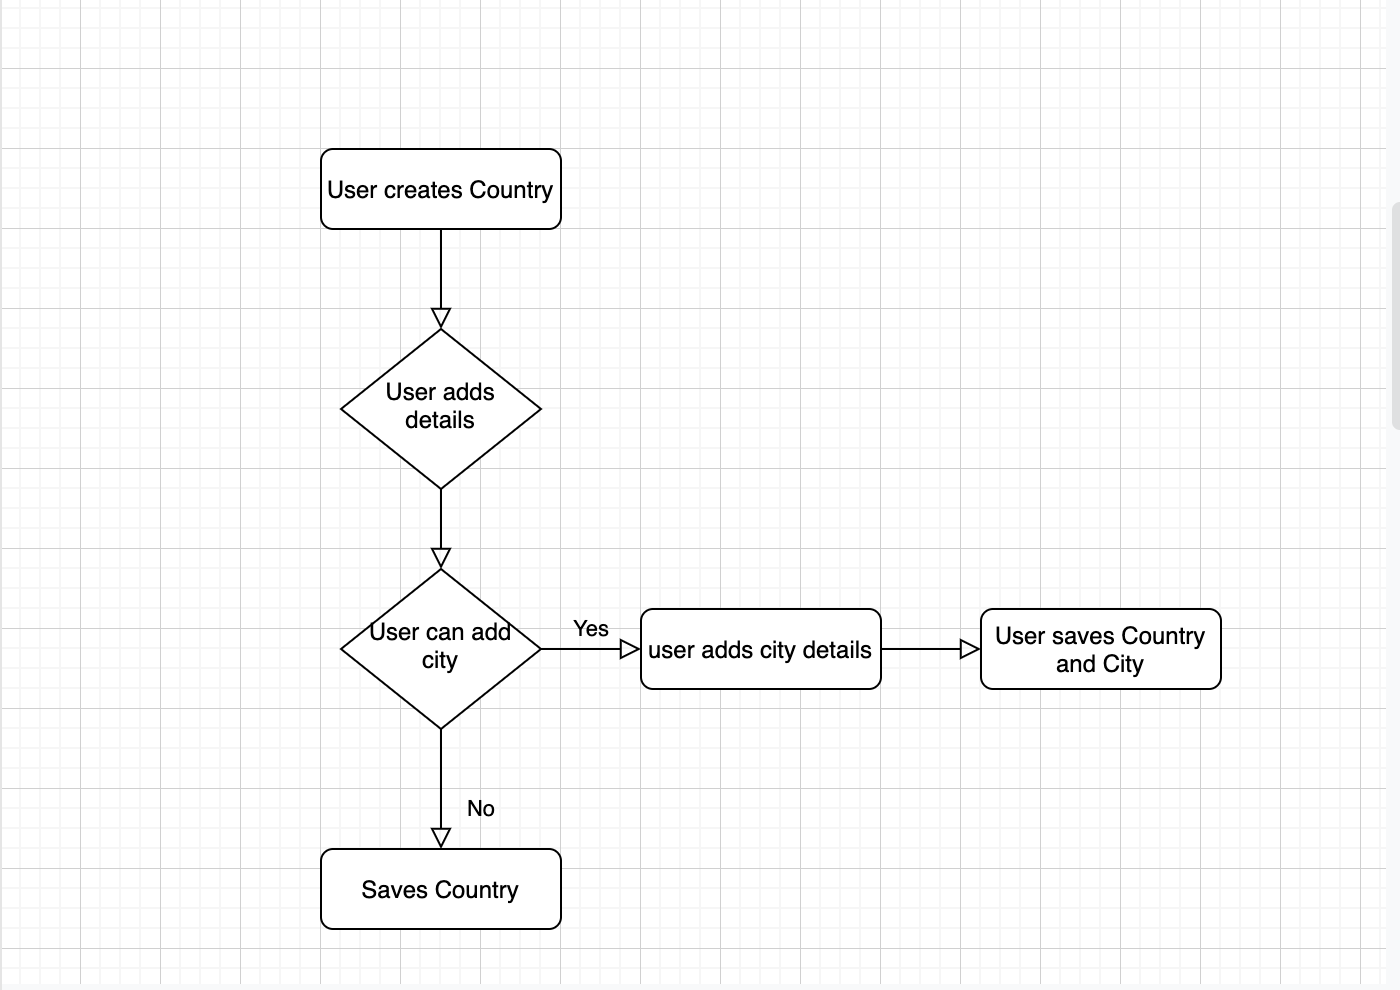 User creates Country
User adds
details
User can add
city
Yes
user adds city details
User saves Country
and City
No
Saves Country